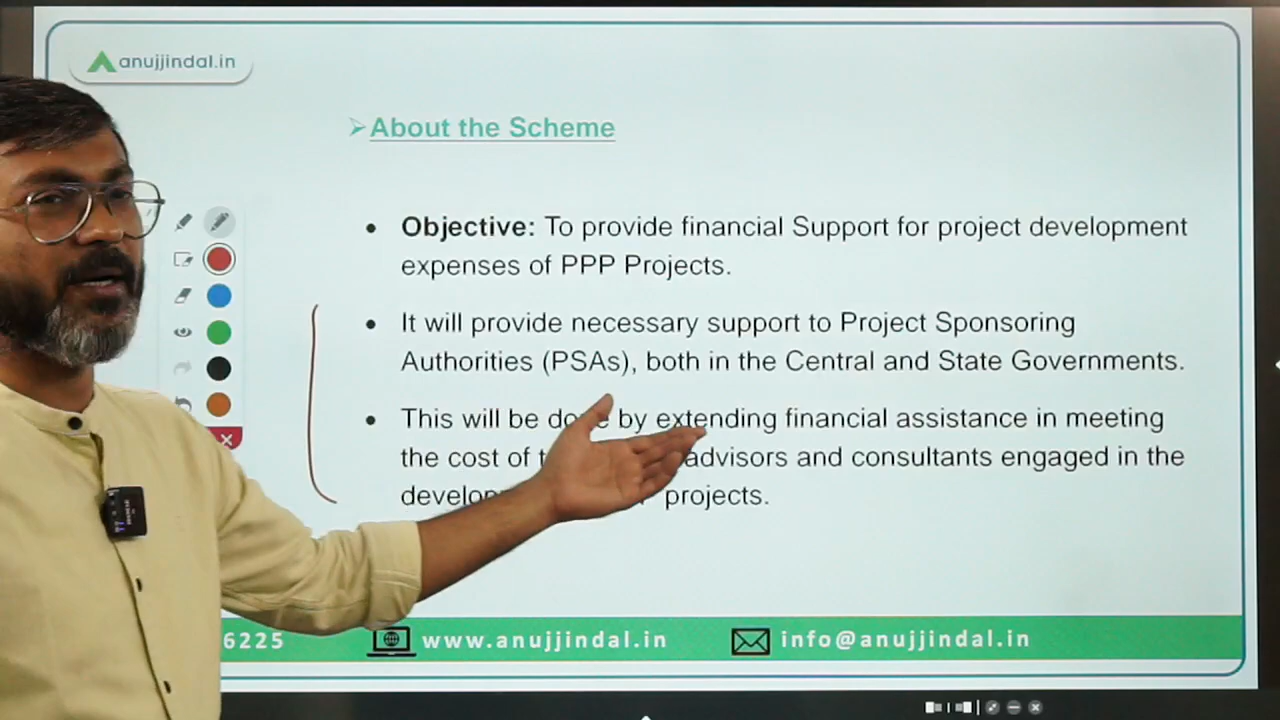 anujjindal.in
About the Scheme
Objective: To provide financial Support for project development
expenses of PPP Projects.
It will provide necessary support to Project Sponsoring
Authorities (PSAs), both in the Central and State Governments.
This will be by extending financial assistance in meeting
the cost of advisors and consultants engaged in the
projects.
6225
www.anujjindal.in
info@anujjindal.in